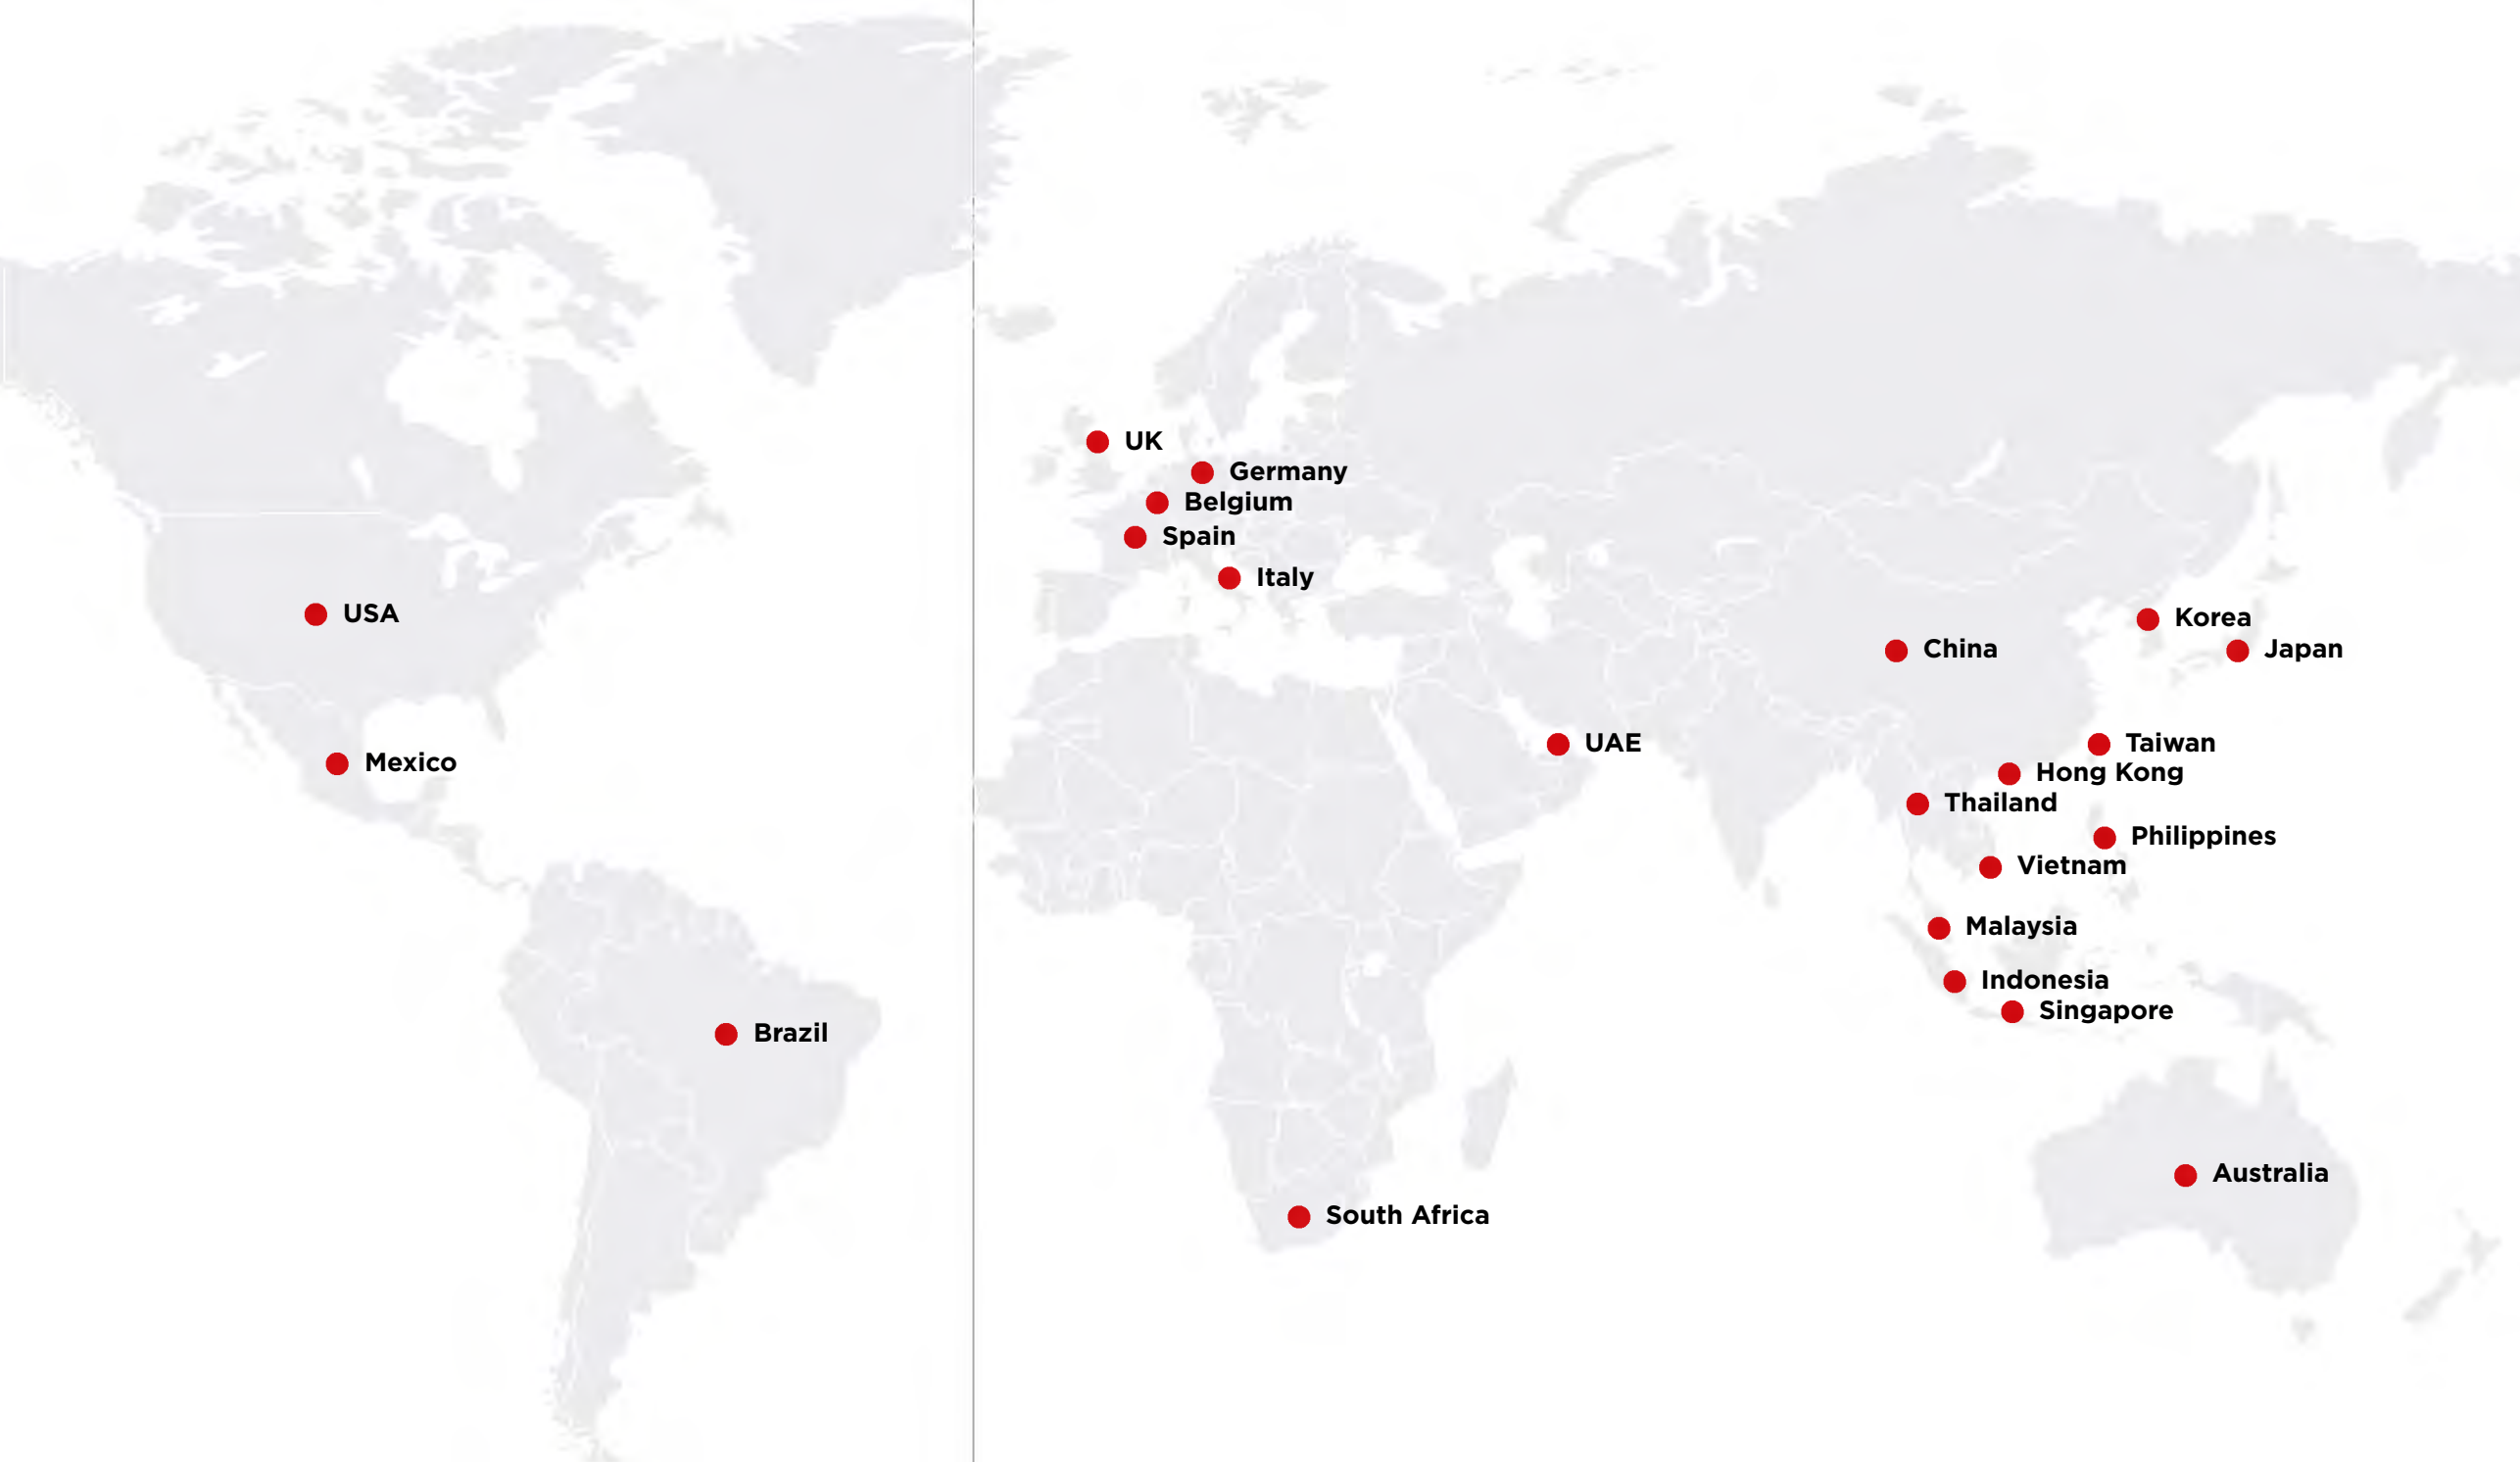 UK
Germany
Belgium
Spain
Italy
USA
Korea
China
Japan
UAE
Taiwan
Mexico
Hong Kong
Thailand
Philippines
Vietnam
Malaysia
Indonesia
Singapore
Brazil
Australia
South Africa